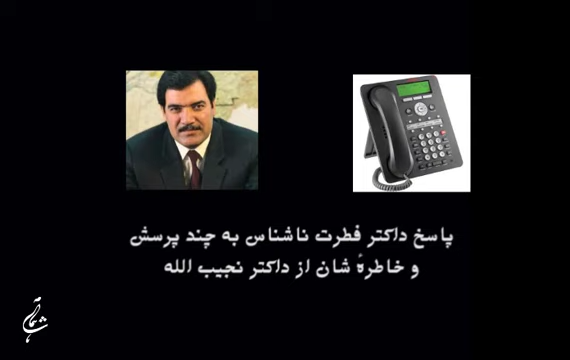 پاسخ داکتر فطرت ناشناس به چند پرسش
و خاطرهٔ شان از داکتر نجیب الله